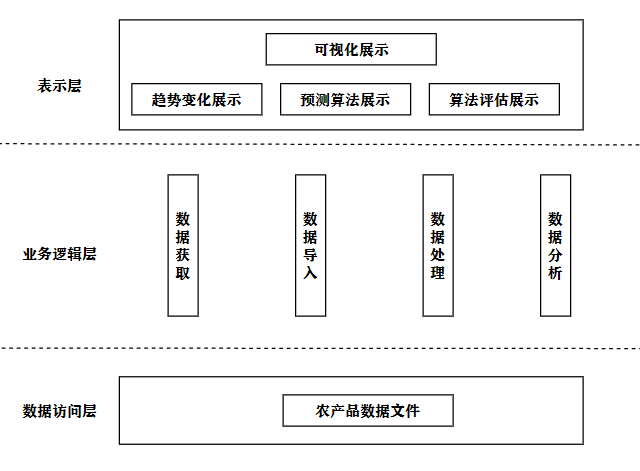 可视化展示
表示层
趋势变化展示
预测算法展示
算法评估展示
业务逻辑层
数据获取
数据导入
数据处理
数据分析
数据访问层
农产品数据文件